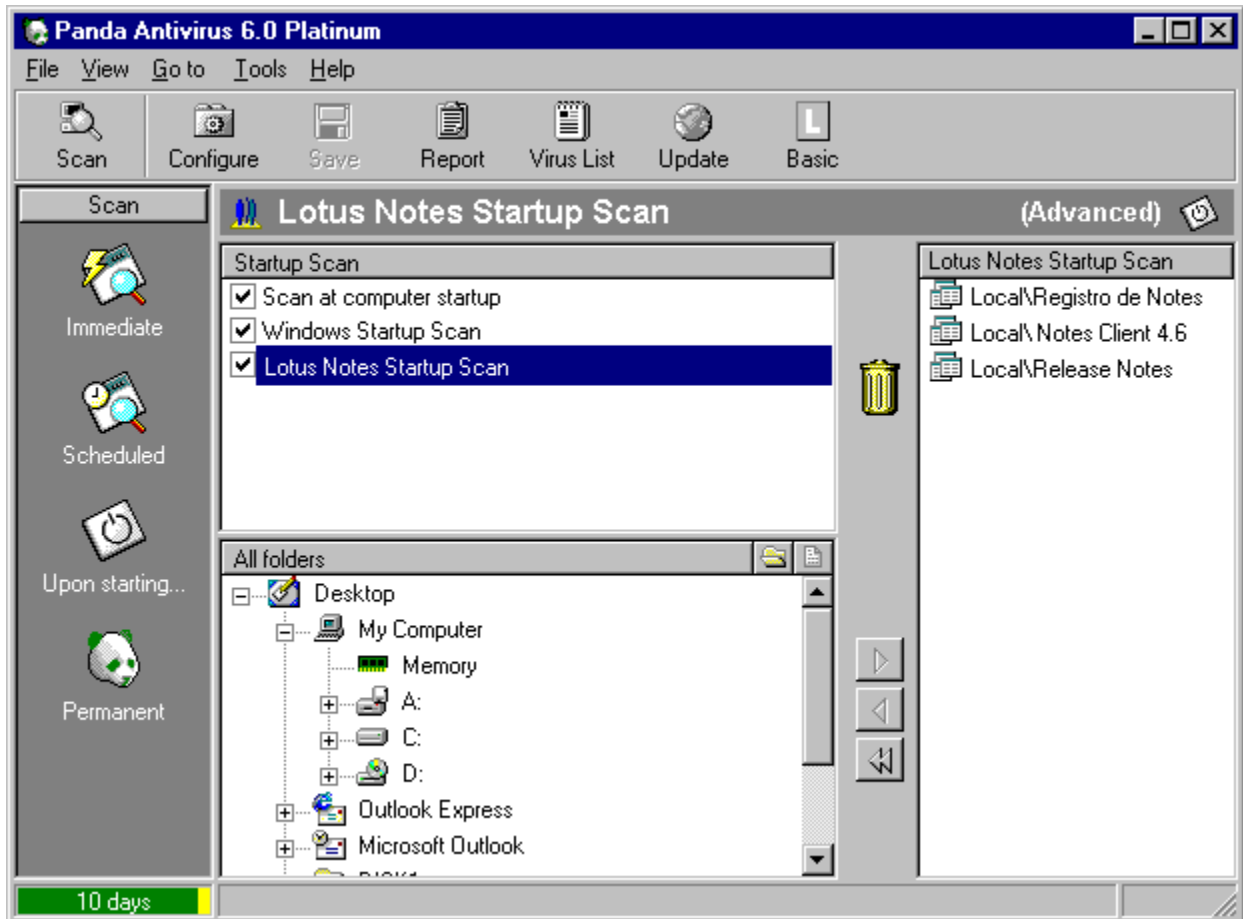 Panda Antivirus 6.0 Platinum
File View Go to Tools Help
Scan Configure Save Report Virus List Update Basic
L
Scan
Immediate
Scheduled
Upon starting...
Permanent
Lotus Notes Startup Scan (Advanced)
Startup Scan
Scan at computer startup
Windows Startup Scan
Lotus Notes Startup Scan
All folders
Desktop
My Computer
Memory
A:
C:
D:
Outlook Express
Microsoft Outlook
Lotus Notes Startup Scan
Local\Registro de Notes
Local\ Notes Client 4.6
Local\Release Notes
10 days